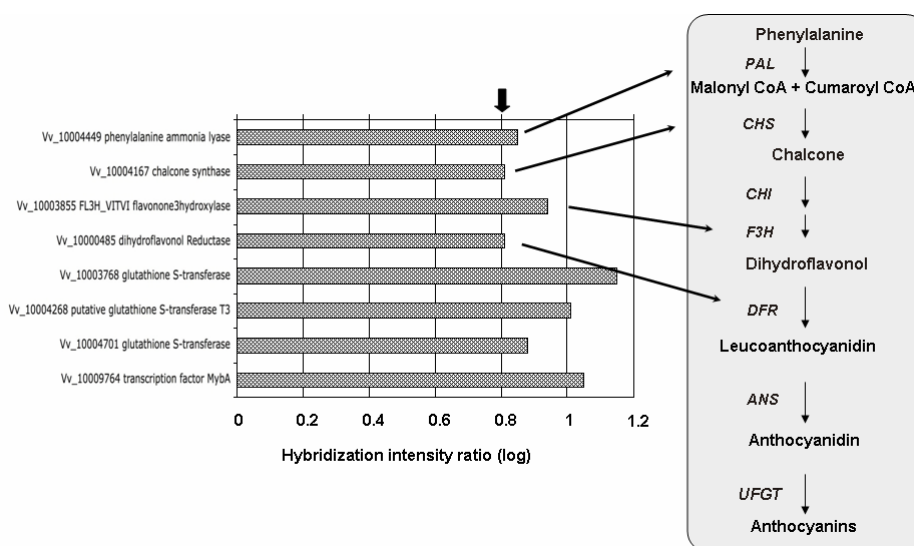 Vv_10004449 phenylalanine ammonia lyase
Vv_10004167 chalcone synthase
Vv_10003855 FL3H_VITVI flavonone3hydroxylase
Vv_10000485 dihydroflavonol Reductase
Vv_10003768 glutathione S-transferase
Vv_10004268 putative glutathione S-transferase T3
Vv_10004701 glutathione S-transferase
Vv_10009764 transcription factor MybA
0 0.2 0.4 0.6 0.8 1 1.2
Hybridization intensity ratio (log)
Phenylalanine
PAL
Malonyl CoA + Cumaroyl CoA
CHS
Chalcone
CHI
F3H
Dihydroflavonol
DFR
Leucoanthocyanidin
ANS
Anthocyanidin
UFGT
Anthocyanins